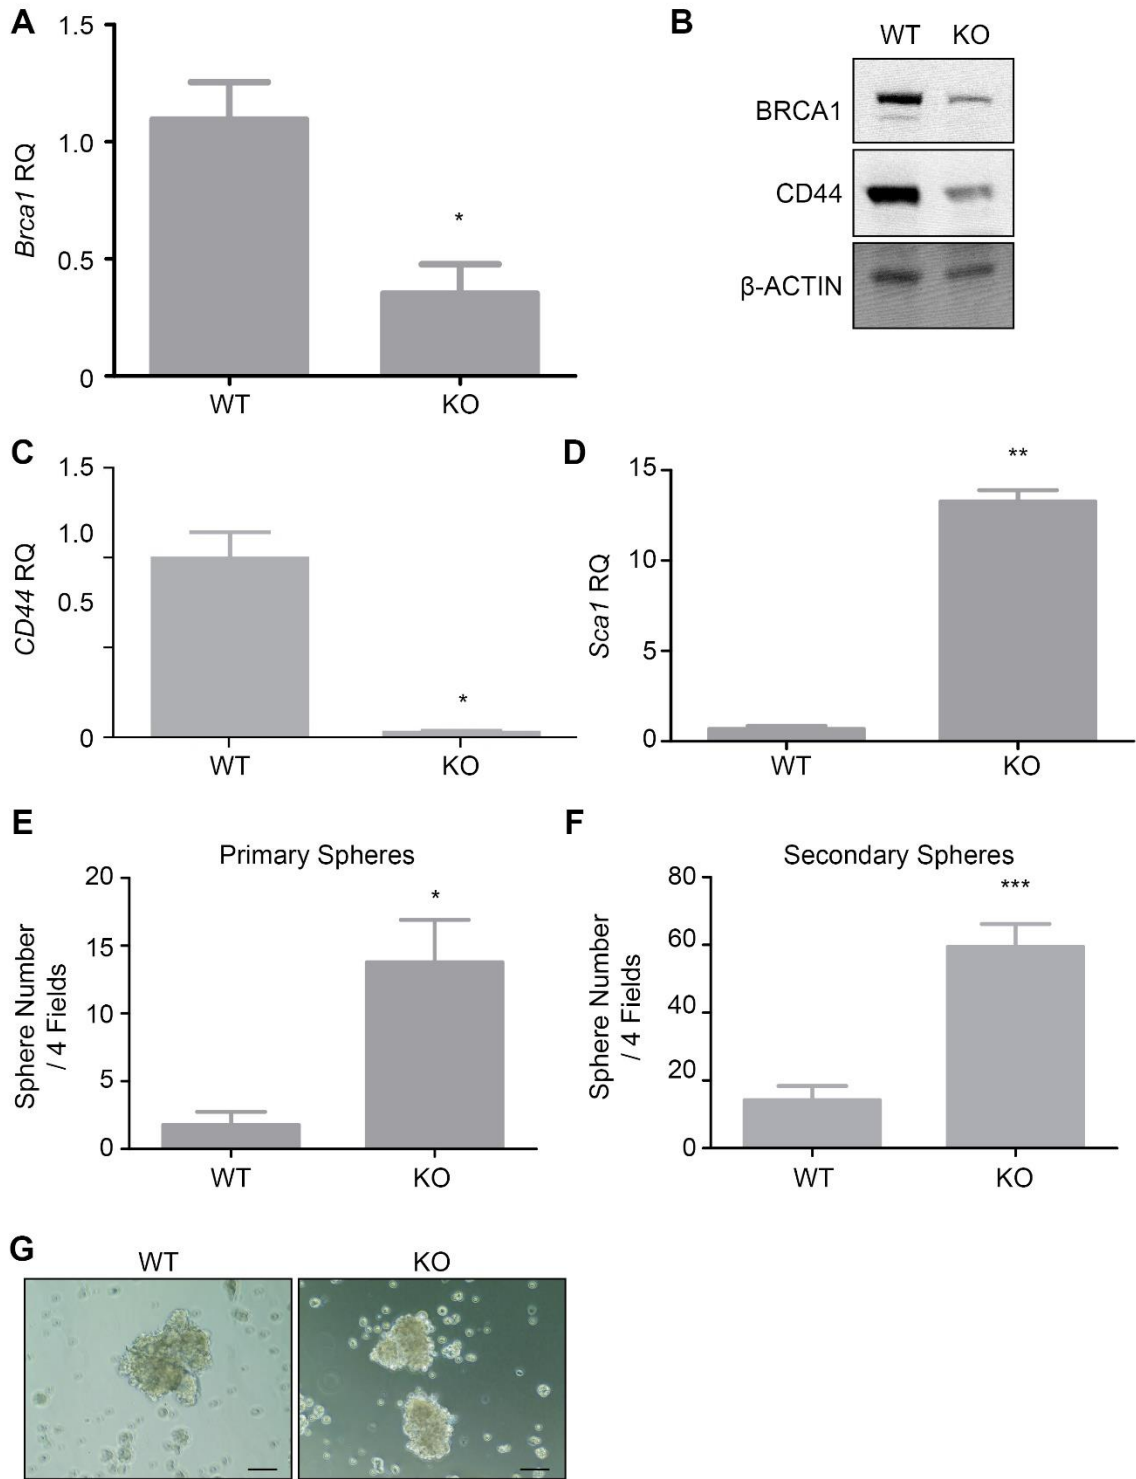 A
1.5
1.0
0.5
0
Brca1 RQ
*
WT
KO
B
WT KO
BRCA1
CD44
β-ACTIN
C
1.5
1.0
0.5
0
CD44 RQ
*
WT
KO
D
15
10
5
0
Sca1 RQ
**
WT
KO
E
Primary Spheres
20
15
10
5
0
Sphere Number
/ 4 Fields
*
WT
KO
F
Secondary Spheres
80
60
40
20
0
Sphere Number
/ 4 Fields
***
WT
KO
G
WT
KO